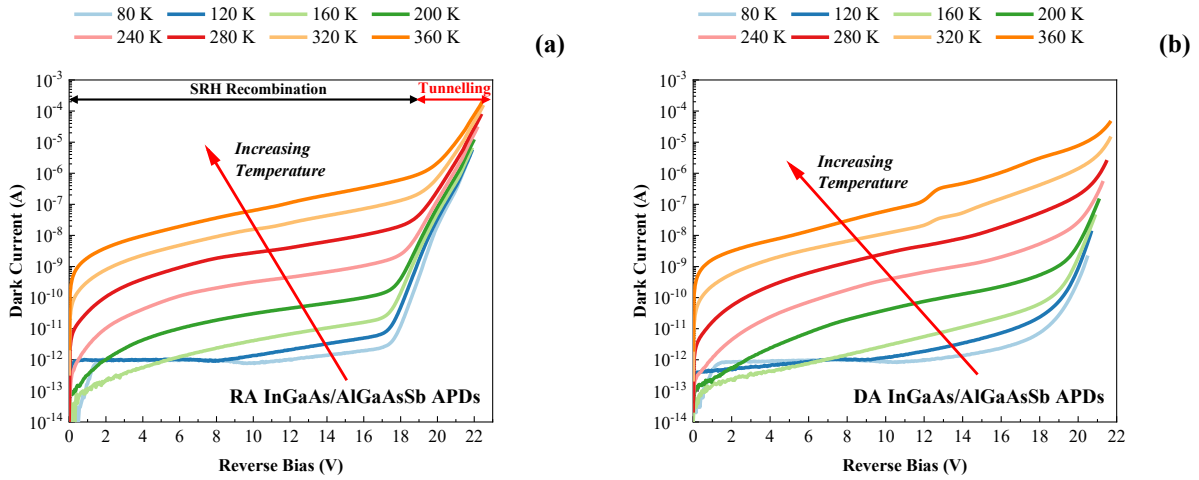 80 K 120 K 160 K 200 K
240 K 280 K 320 K 360 K
(a)
10⁻³
10⁻⁴
10⁻⁵
10⁻⁶
10⁻⁷
10⁻⁸
10⁻⁹
10⁻¹⁰
10⁻¹¹
10⁻¹²
10⁻¹³
10⁻¹⁴
Dark Current (A)
SRH Recombination
Tunnelling
Increasing
Temperature
RA InGaAs/AlGaAsSb APDs
0 2 4 6 8 10 12 14 16 18 20 22
Reverse Bias (V)
80 K 120 K 160 K 200 K
240 K 280 K 320 K 360 K
(b)
10⁻³
10⁻⁴
10⁻⁵
10⁻⁶
10⁻⁷
10⁻⁸
10⁻⁹
10⁻¹⁰
10⁻¹¹
10⁻¹²
10⁻¹³
10⁻¹⁴
Dark Current (A)
Increasing
Temperature
DA InGaAs/AlGaAsSb APDs
0 2 4 6 8 10 12 14 16 18 20 22
Reverse Bias (V)